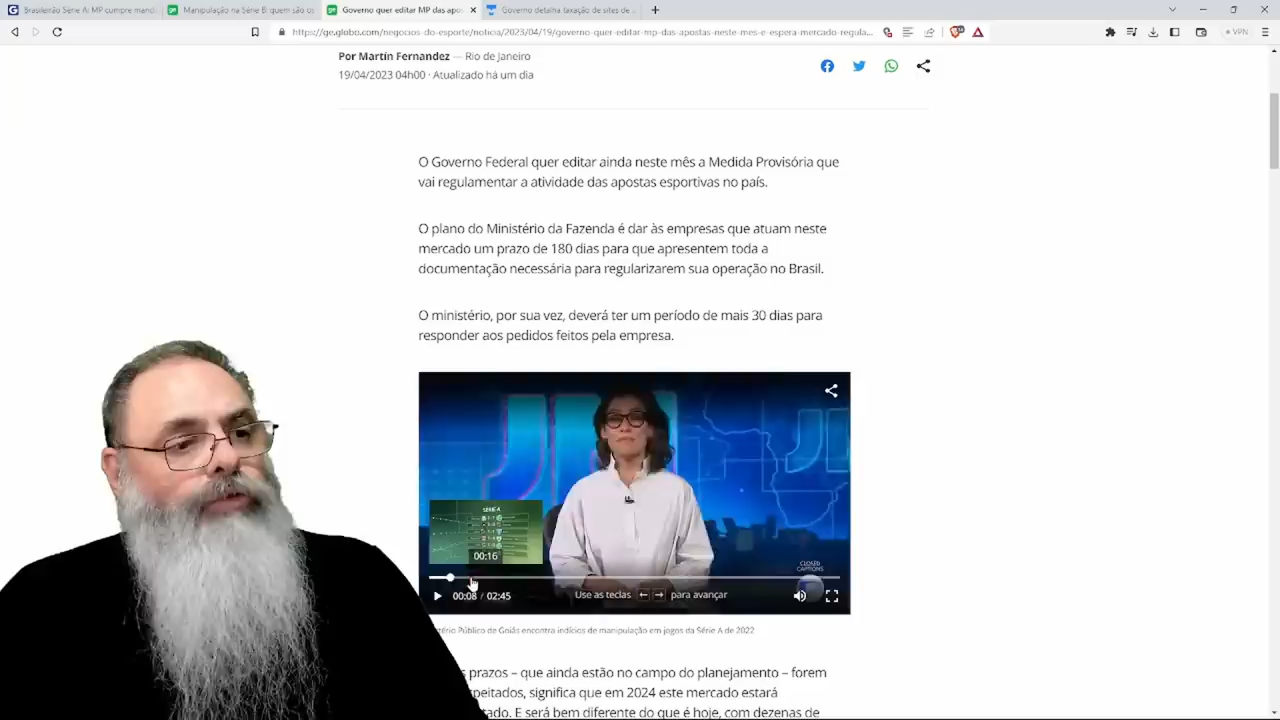 Brasileirão Série A: MP cumpre mand
Manipulação na Série B: quem são os
Governo quer editar MP das apos
Governo detalha taxação de sites de
https://ge.globo.com/negocios-do-esporte/noticia/2023/04/19/governo-quer-editar-mp-das-apostas-neste-mes-e-espera-mercado-regula...
VPN
Por Martín Fernandez — Rio de Janeiro
19/04/2023 04h00 · Atualizado há um dia
O Governo Federal quer editar ainda neste mês a Medida Provisória que
vai regulamentar a atividade das apostas esportivas no país.
O plano do Ministério da Fazenda é dar às empresas que atuam neste
mercado um prazo de 180 dias para que apresentem toda a
documentação necessária para regularizarem sua operação no Brasil.
O ministério, por sua vez, deverá ter um período de mais 30 dias para
responder aos pedidos feitos pela empresa.
SÉRIE A
00:16
CLOSED
CAPTIONS
00:08 / 02:45
Use as teclas ← → para avançar
tério Público de Goiás encontra indícios de manipulação em jogos da Série A de 2022
s prazos – que ainda estão no campo do planejamento – forem
speitados, significa que em 2024 este mercado estará
tado. E será bem diferente do que é hoje, com dezenas de